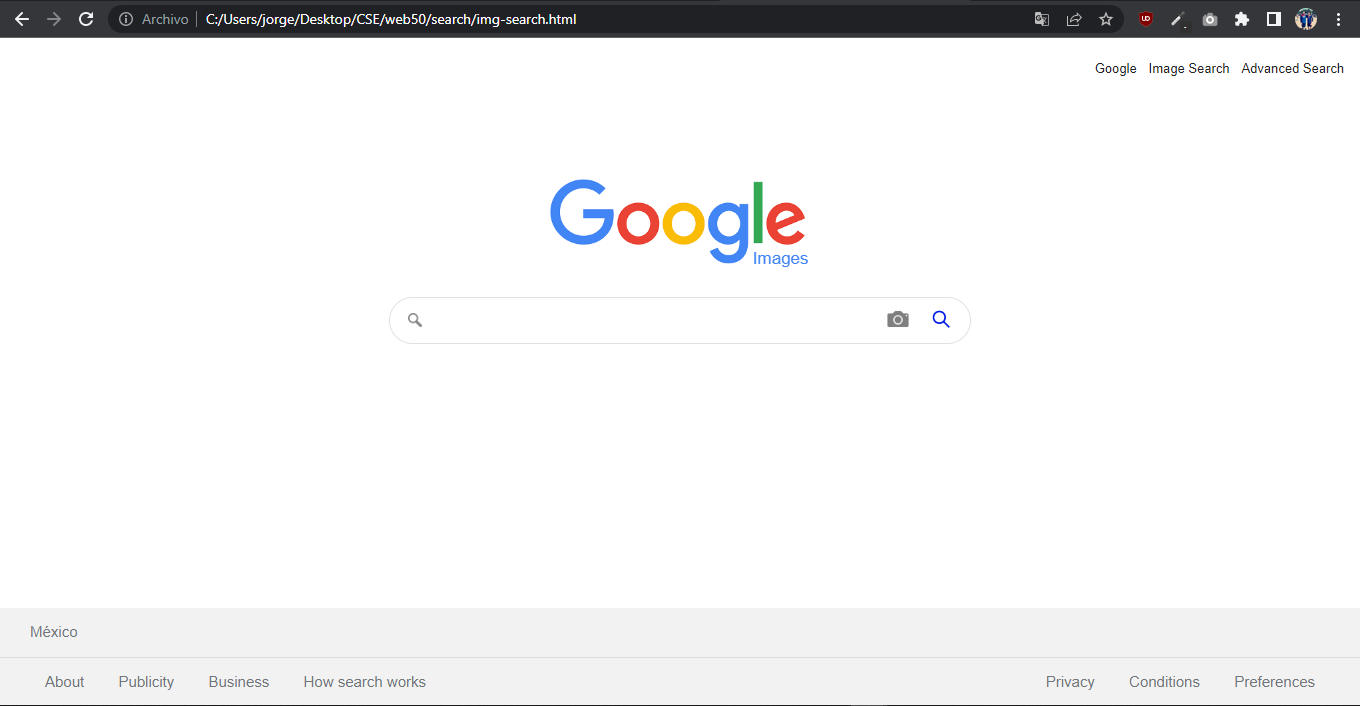 Archivo C:/Users/jorge/Desktop/CSE/web50/search/img-search.html
UD
Google Image Search Advanced Search
Google
Images
México
About Publicity Business How search works Privacy Conditions Preferences